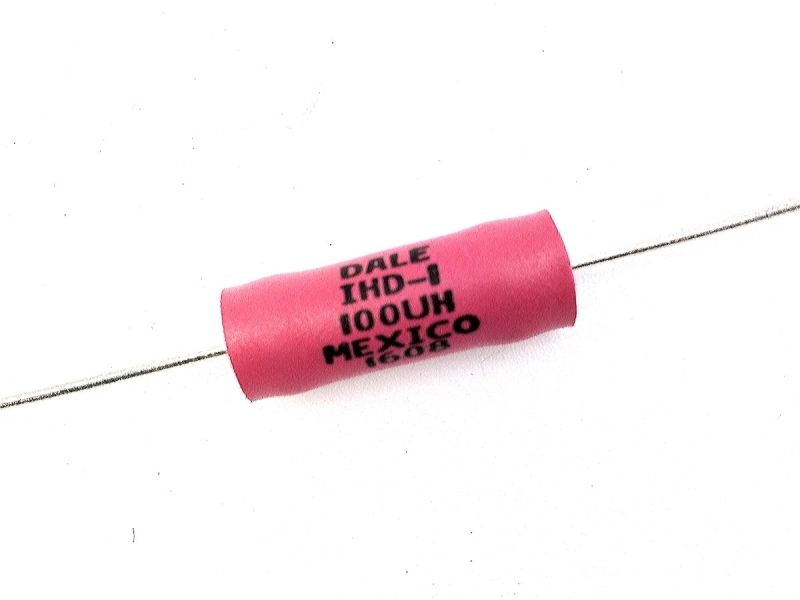 DALE
IHD-1
100UH
MEXICO
1608